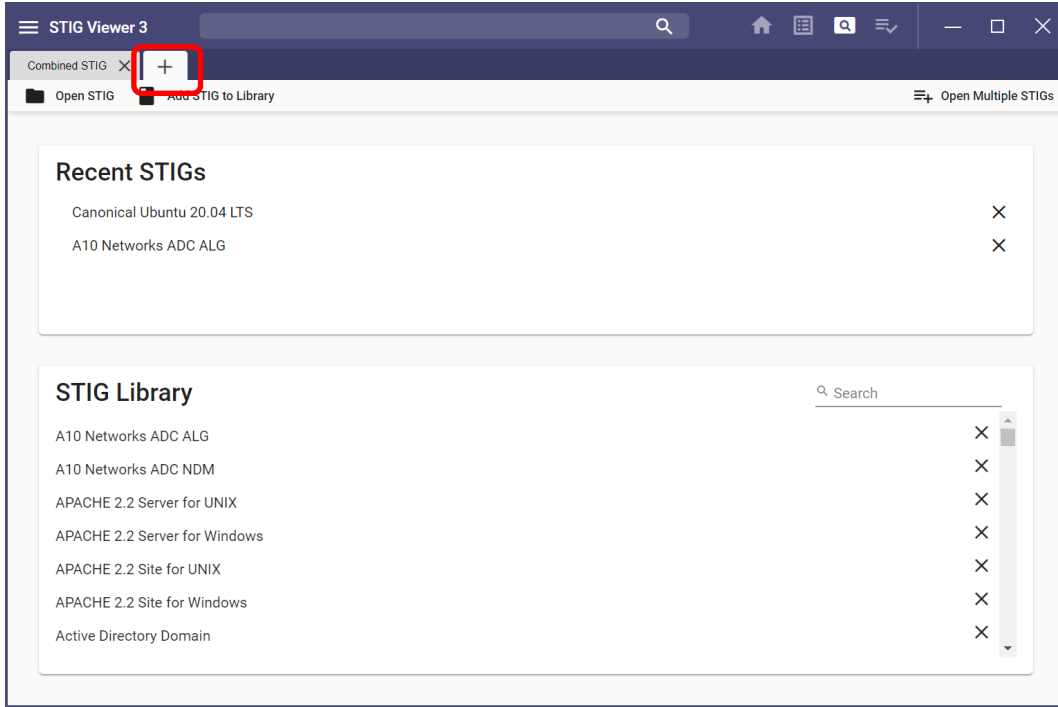 STIG Viewer 3
Combined STIG
Open STIG Add STIG to Library Open Multiple STIGs
Recent STIGs
Canonical Ubuntu 20.04 LTS
A10 Networks ADC ALG
STIG Library Search
A10 Networks ADC ALG
A10 Networks ADC NDM
APACHE 2.2 Server for UNIX
APACHE 2.2 Server for Windows
APACHE 2.2 Site for UNIX
APACHE 2.2 Site for Windows
Active Directory Domain